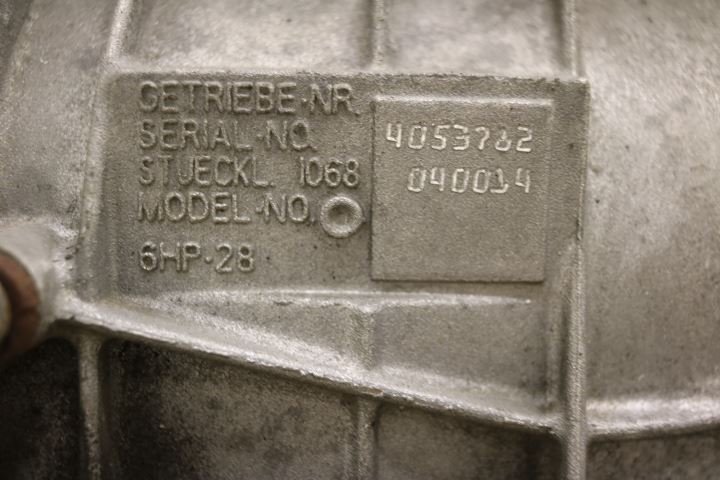 GETRIEBE-NR.
SERIAL-NO.
STUECKL. 1068
MODEL-NO.
6HP-28
4053782
040014